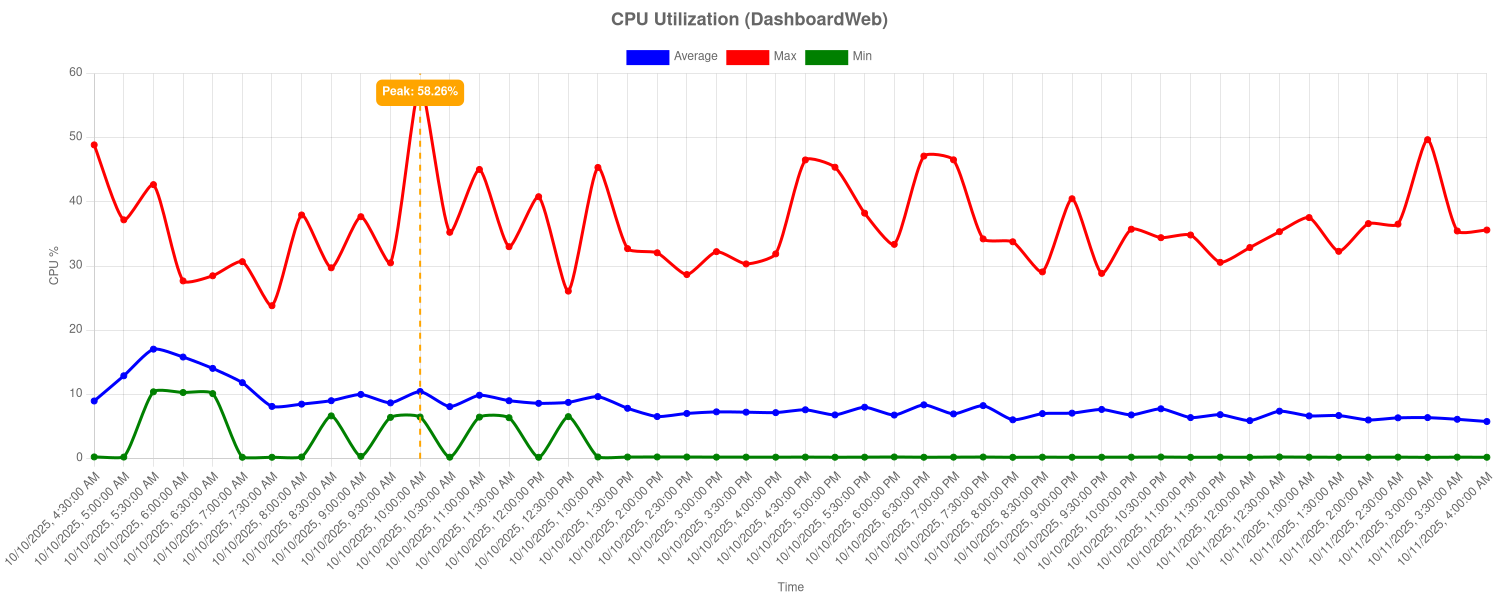 CPU Utilization (DashboardWeb)
Average Max Min
60
Peak: 58.26%
50
40
30
20
10
0
CPU %
10/10/2025, 4:30:00 AM
10/10/2025, 5:00:00 AM
10/10/2025, 5:30:00 AM
10/10/2025, 6:00:00 AM
10/10/2025, 6:30:00 AM
10/10/2025, 7:00:00 AM
10/10/2025, 7:30:00 AM
10/10/2025, 8:00:00 AM
10/10/2025, 8:30:00 AM
10/10/2025, 9:00:00 AM
10/10/2025, 9:30:00 AM
10/10/2025, 10:00:00 AM
10/10/2025, 10:30:00 AM
10/10/2025, 11:00:00 AM
10/10/2025, 11:30:00 AM
10/10/2025, 12:00:00 PM
10/10/2025, 12:30:00 PM
10/10/2025, 1:00:00 PM
10/10/2025, 1:30:00 PM
10/10/2025, 2:00:00 PM
10/10/2025, 2:30:00 PM
10/10/2025, 3:00:00 PM
10/10/2025, 3:30:00 PM
10/10/2025, 4:00:00 PM
10/10/2025, 4:30:00 PM
10/10/2025, 5:00:00 PM
10/10/2025, 5:30:00 PM
10/10/2025, 6:00:00 PM
10/10/2025, 6:30:00 PM
10/10/2025, 7:00:00 PM
10/10/2025, 7:30:00 PM
10/10/2025, 8:00:00 PM
10/10/2025, 8:30:00 PM
10/10/2025, 9:00:00 PM
10/10/2025, 9:30:00 PM
10/10/2025, 10:00:00 PM
10/10/2025, 10:30:00 PM
10/10/2025, 11:00:00 PM
10/10/2025, 11:30:00 PM
10/11/2025, 12:00:00 AM
10/11/2025, 12:30:00 AM
10/11/2025, 1:00:00 AM
10/11/2025, 1:30:00 AM
10/11/2025, 2:00:00 AM
10/11/2025, 2:30:00 AM
10/11/2025, 3:00:00 AM
10/11/2025, 3:30:00 AM
10/11/2025, 4:00:00 AM
Time